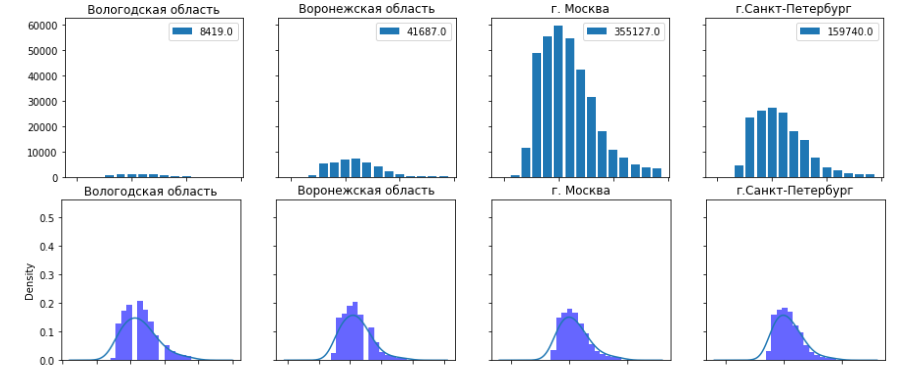 Вологодская область
Воронежская область
г. Москва
г.Санкт-Петербург
60000
50000
40000
30000
20000
10000
0
8419.0
41687.0
355127.0
159740.0
Вологодская область
Воронежская область
г. Москва
г.Санкт-Петербург
Density
0.5
0.4
0.3
0.2
0.1
0.0